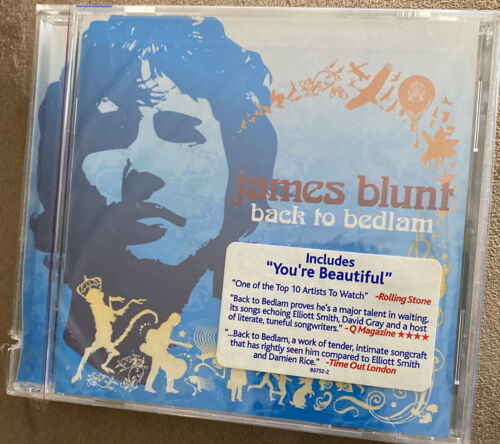 james blunt
back to bedlam
Includes
"You're Beautiful"
"One of the Top 10 Artists To Watch" -Rolling Stone
"Back to Bedlam proves he's a major talent in waiting,
its songs echoing Elliott Smith, David Gray and a host
of literate, tuneful songwriters." -Q Magazine ★★★★
"..Back to Bedlam, a work of tender, intimate songcraft
that has rightly seen him compared to Elliott Smith
and Damien Rice." -Time Out London
83752-2